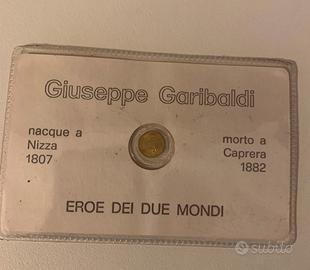 Giuseppe Garibaldi
nacque a
Nizza
1807
morto a
Caprera
1882
EROE DEI DUE MONDI
subito